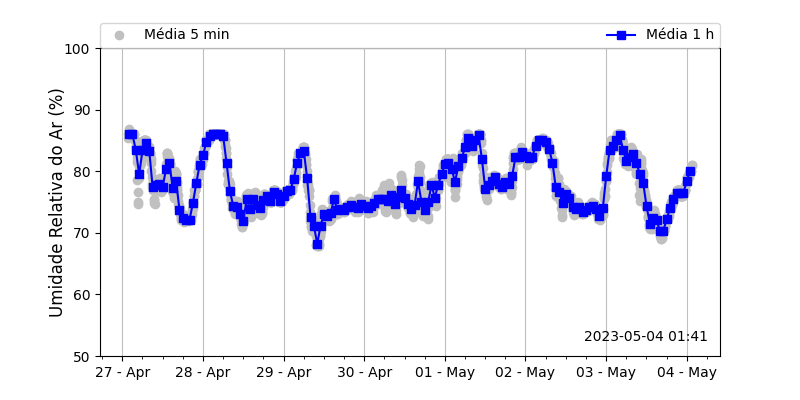 Média 5 min Média 1 h
Umidade Relativa do Ar (%)
100
90
80
70
60
50
2023-05-04 01:41
27 - Apr 28 - Apr 29 - Apr 30 - Apr 01 - May 02 - May 03 - May 04 - May